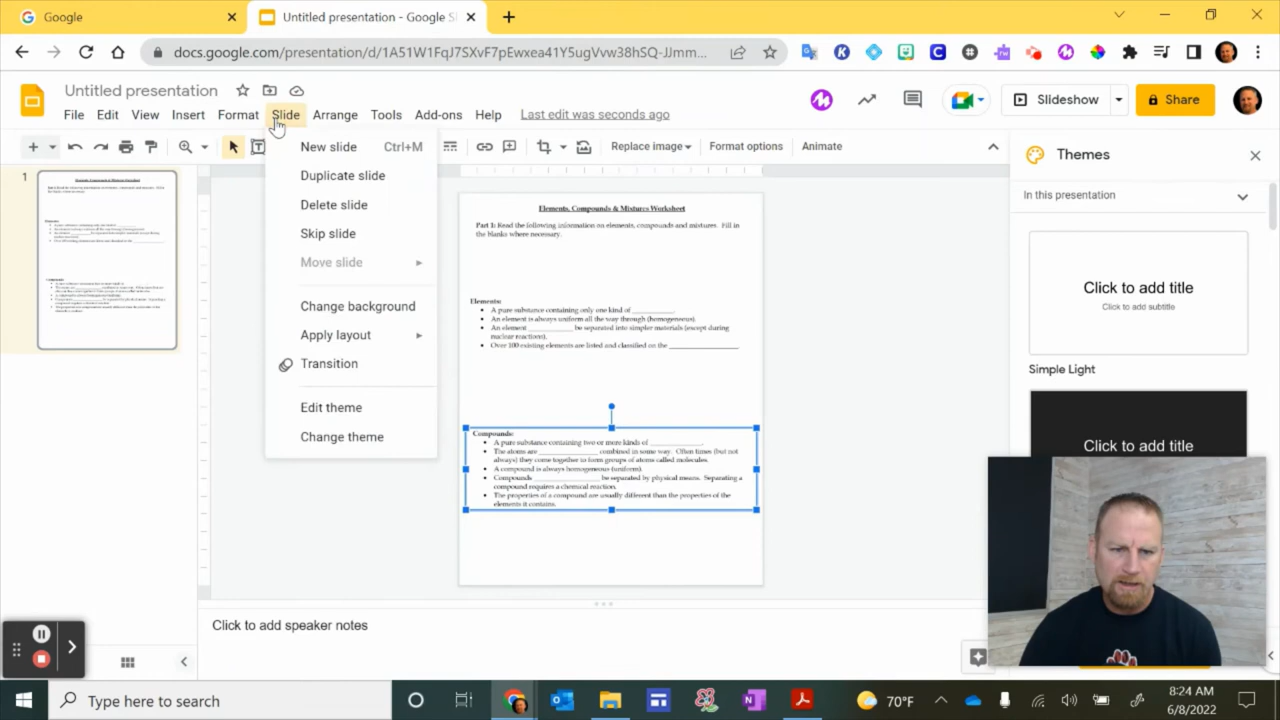 Google
Untitled presentation - Google Sl
docs.google.com/presentation/d/1A51W1FqJ7SXvF7pEwxea41Y5ugVvw38hSQ-JJmm...
Untitled presentation
File Edit View Insert Format Slide Arrange Tools Add-ons Help Last edit was seconds ago
Slideshow
Share
Replace image Format options Animate
New slide Ctrl+M
Duplicate slide
Delete slide
Skip slide
Move slide
Change background
Apply layout
Transition
Edit theme
Change theme
1
Elements, Compounds & Mixtures Worksheet
Part 1: Read the following information on elements, compounds and mixtures. Fill in
the blanks where necessary.
Elements:
A pure substance containing only one kind of ____________.
An element is always uniform all the way through (homogeneous).
An element ____________ be separated into simpler materials (except during
nuclear reactions).
Over 100 existing elements are listed and classified on the ____________________.
Compounds:
A pure substance containing two or more kinds of ______________.
The atoms are ________________ combined in some way. Often times (but not
always) they come together to form groups of atoms called molecules.
A compound is always homogeneous (uniform).
Compounds __________________ be separated by physical means. Separating a
compound requires a chemical reaction.
The properties of a compound are usually different than the properties of the
elements it contains.
Themes
In this presentation
Click to add title
Click to add subtitle
Simple Light
Click to add title
Click to add speaker notes
Type here to search
70°F
8:24 AM
6/8/2022